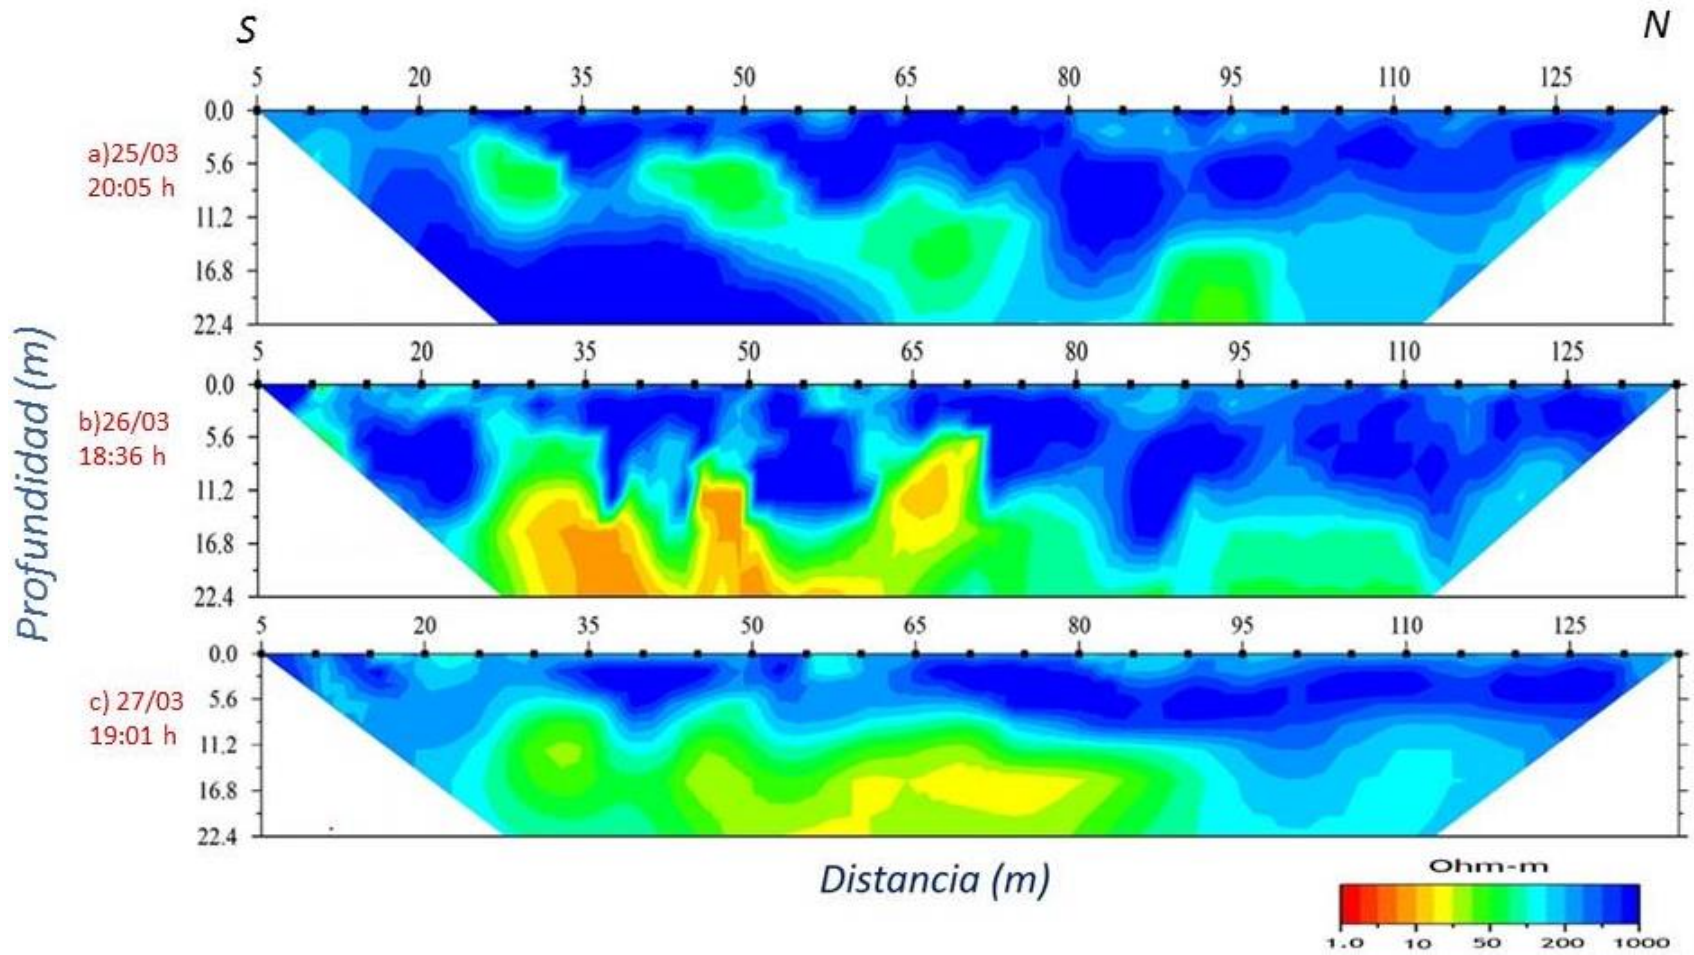 S N
5 20 35 50 65 80 95 110 125
0.0
5.6
11.2
16.8
22.4
a)25/03
20:05 h
5 20 35 50 65 80 95 110 125
0.0
5.6
11.2
16.8
22.4
b)26/03
18:36 h
Profundidad (m)
5 20 35 50 65 80 95 110 125
0.0
5.6
11.2
16.8
22.4
c) 27/03
19:01 h
Distancia (m)
Ohm-m
1.0 10 50 200 1000